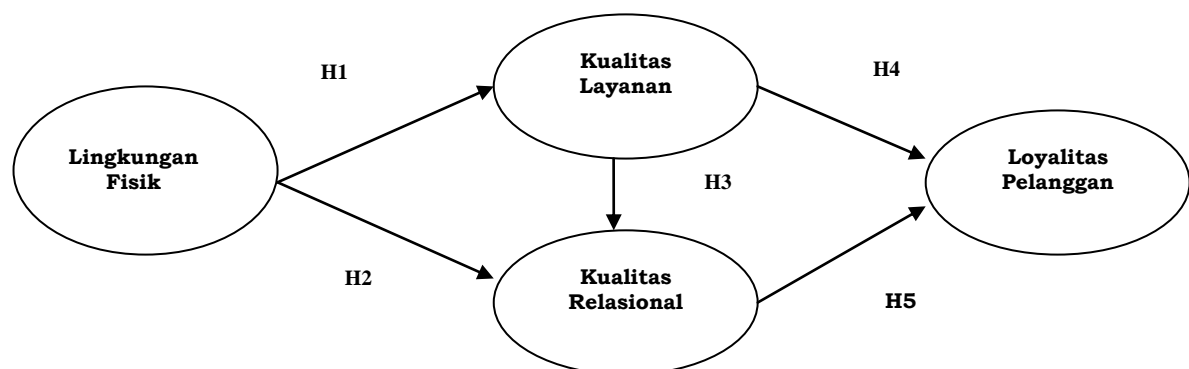 H1
Kualitas
Layanan
H4
Lingkungan
Fisik
H3
Loyalitas
Pelanggan
H2
Kualitas
Relasional
H5